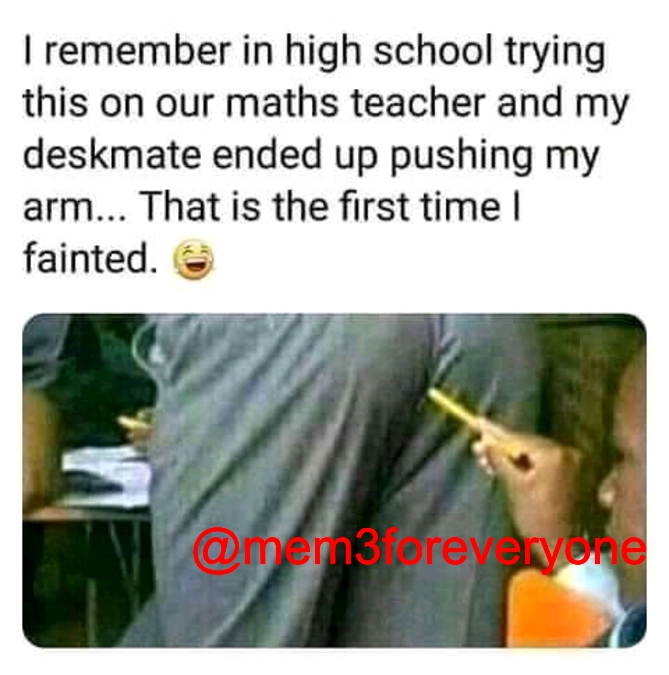 I remember in high school trying
this on our maths teacher and my
deskmate ended up pushing my
arm... That is the first time I
fainted. 😆
@mem3foreveryone